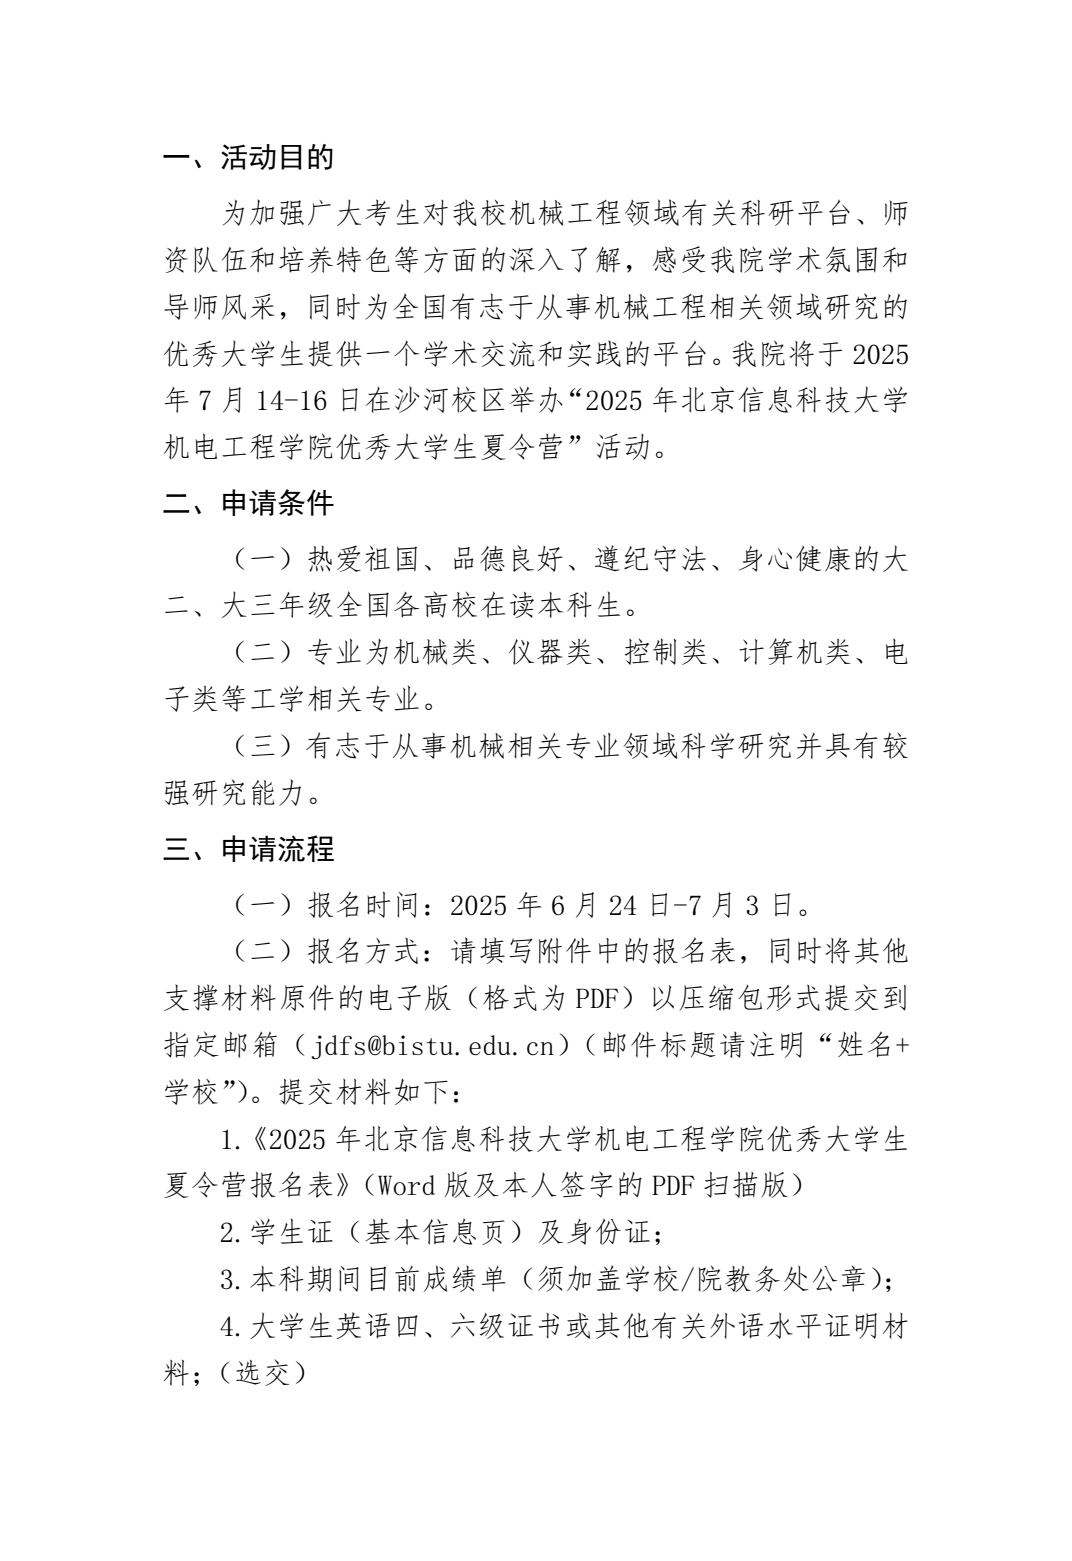 一、活动目的
为加强广大考生对我校机械工程领域有关科研平台、师
资队伍和培养特色等方面的深入了解，感受我院学术氛围和
导师风采，同时为全国有志于从事机械工程相关领域研究的
优秀大学生提供一个学术交流和实践的平台。我院将于 2025
年 7 月 14-16 日在沙河校区举办“2025 年北京信息科技大学
机电工程学院优秀大学生夏令营”活动。
二、申请条件
（一）热爱祖国、品德良好、遵纪守法、身心健康的大
二、大三年级全国各高校在读本科生。
（二）专业为机械类、仪器类、控制类、计算机类、电
子类等工学相关专业。
（三）有志于从事机械相关专业领域科学研究并具有较
强研究能力。
三、申请流程
（一）报名时间：2025 年 6 月 24 日-7 月 3 日。
（二）报名方式：请填写附件中的报名表，同时将其他
支撑材料原件的电子版（格式为 PDF）以压缩包形式提交到
指定邮箱（jdfs@bistu.edu.cn）（邮件标题请注明“姓名+
学校”）。提交材料如下：
1.《2025 年北京信息科技大学机电工程学院优秀大学生
夏令营报名表》（Word 版及本人签字的 PDF 扫描版）
2.学生证（基本信息页）及身份证；
3.本科期间目前成绩单（须加盖学校/院教务处公章）；
4.大学生英语四、六级证书或其他有关外语水平证明材
料；（选交）